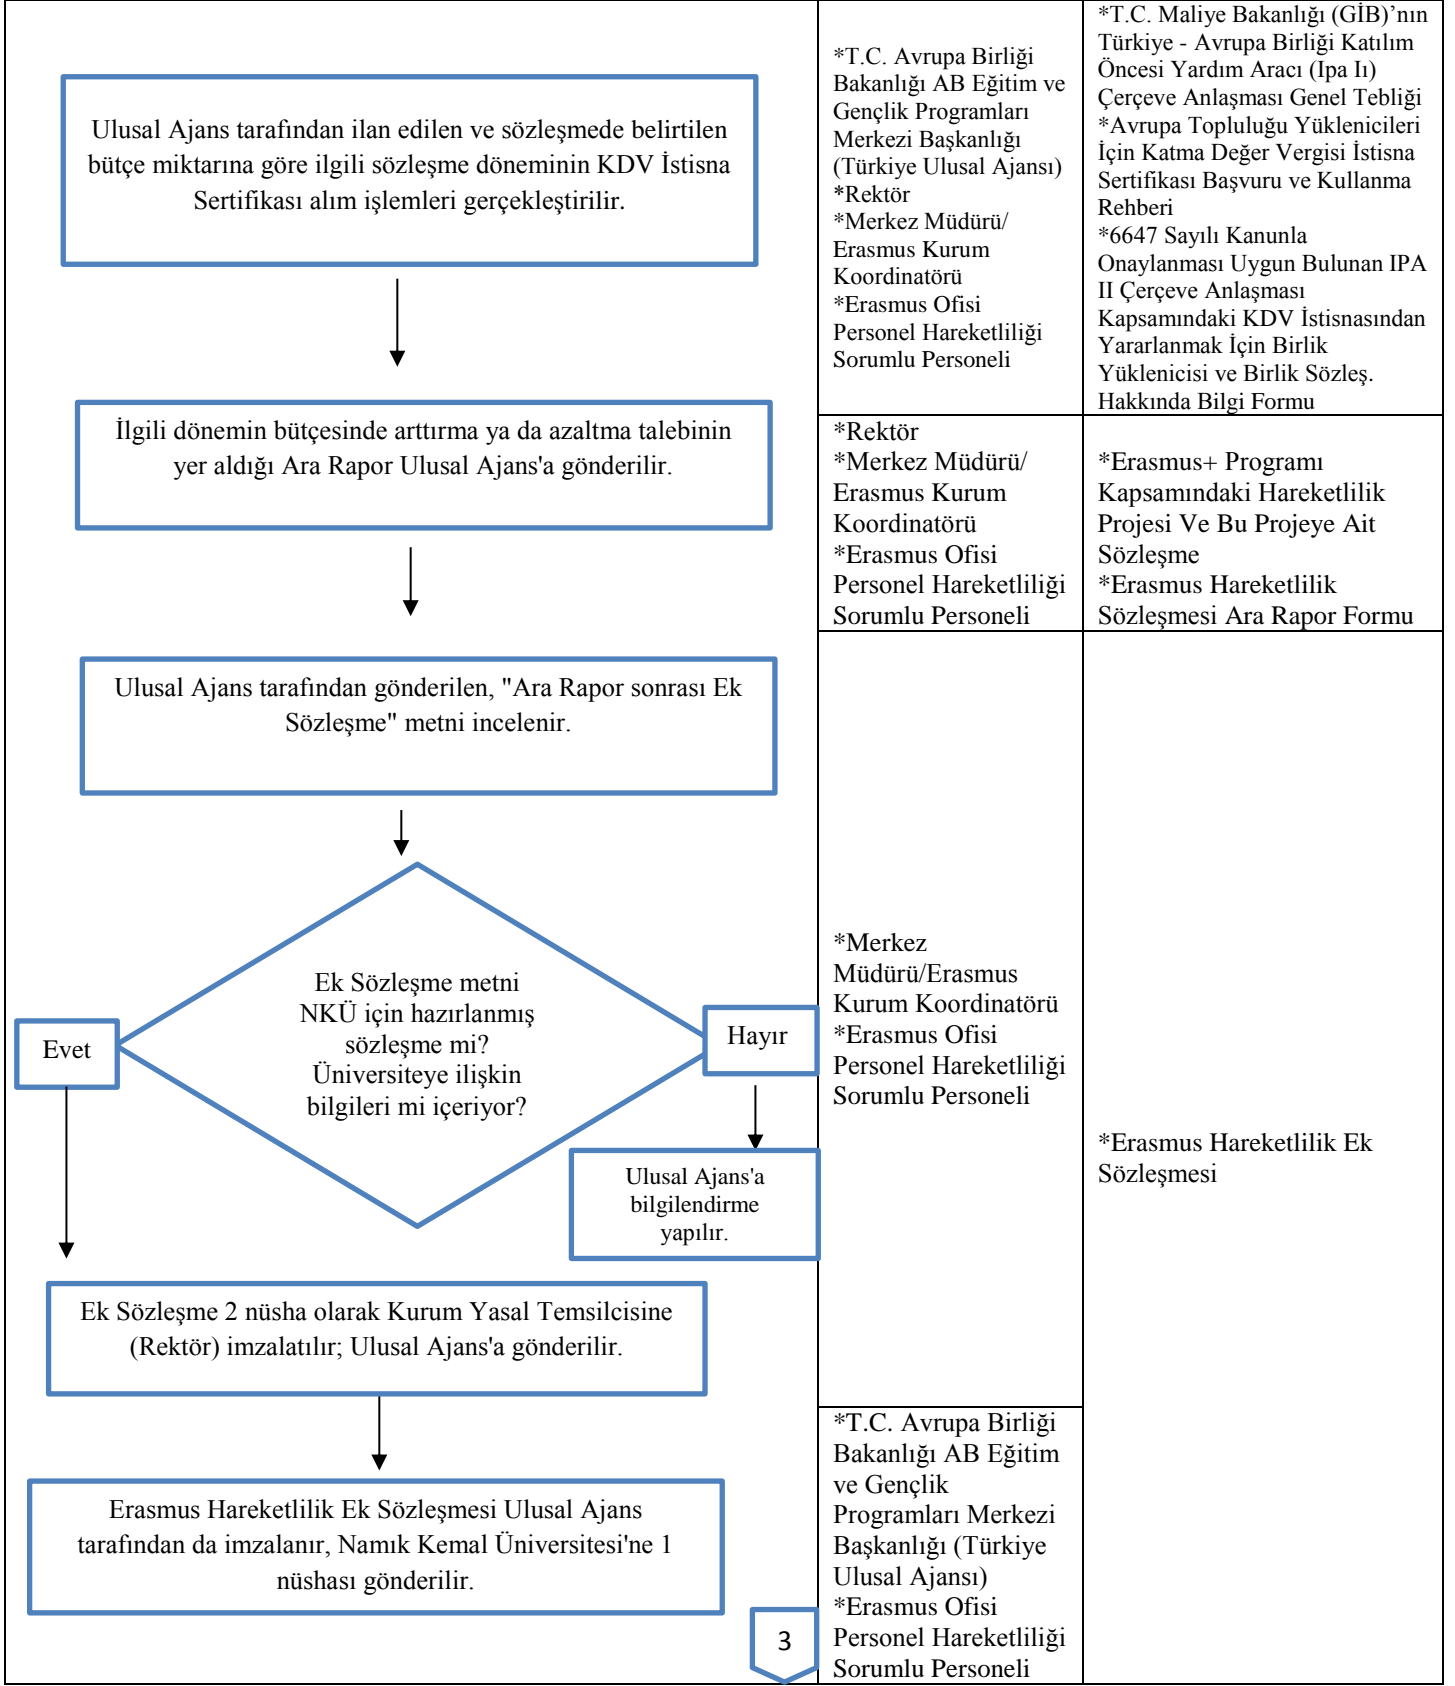 Ulusal Ajans tarafından ilan edilen ve sözleşmede belirtilen
bütçe miktarına göre ilgili sözleşme döneminin KDV İstisna
Sertifikası alım işlemleri gerçekleştirilir.
*T.C. Avrupa Birliği
Bakanlığı AB Eğitim ve
Gençlik Programları
Merkezi Başkanlığı
(Türkiye Ulusal Ajansı)
*Rektör
*Merkez Müdürü/
Erasmus Kurum
Koordinatörü
*Erasmus Ofisi
Personel Hareketliliği
Sorumlu Personeli
*T.C. Maliye Bakanlığı (GİB)’nın
Türkiye - Avrupa Birliği Katılım
Öncesi Yardım Aracı (Ipa Iı)
Çerçeve Anlaşması Genel Tebliği
*Avrupa Topluluğu Yüklenicileri
İçin Katma Değer Vergisi İstisna
Sertifikası Başvuru ve Kullanma
Rehberi
*6647 Sayılı Kanunla
Onaylanması Uygun Bulunan IPA
II Çerçeve Anlaşması
Kapsamındaki KDV İstisnasından
Yararlanmak İçin Birlik
Yüklenicisi ve Birlik Sözleş.
Hakkında Bilgi Formu
İlgili dönemin bütçesinde arttırma ya da azaltma talebinin
yer aldığı Ara Rapor Ulusal Ajans'a gönderilir.
*Rektör
*Merkez Müdürü/
Erasmus Kurum
Koordinatörü
*Erasmus Ofisi
Personel Hareketliliği
Sorumlu Personeli
*Erasmus+ Programı
Kapsamındaki Hareketlilik
Projesi Ve Bu Projeye Ait
Sözleşme
*Erasmus Hareketlilik
Sözleşmesi Ara Rapor Formu
Ulusal Ajans tarafından gönderilen, "Ara Rapor sonrası Ek
Sözleşme" metni incelenir.
Ek Sözleşme metni
NKÜ için hazırlanmış
sözleşme mi?
Üniversiteye ilişkin
bilgileri mi içeriyor?
Evet
Hayır
Ulusal Ajans'a
bilgilendirme
yapılır.
Ek Sözleşme 2 nüsha olarak Kurum Yasal Temsilcisine
(Rektör) imzalatılır; Ulusal Ajans'a gönderilir.
*Merkez
Müdürü/Erasmus
Kurum Koordinatörü
*Erasmus Ofisi
Personel Hareketliliği
Sorumlu Personeli
*Erasmus Hareketlilik Ek
Sözleşmesi
Erasmus Hareketlilik Ek Sözleşmesi Ulusal Ajans
tarafından da imzalanır, Namık Kemal Üniversitesi'ne 1
nüshası gönderilir.
3
*T.C. Avrupa Birliği
Bakanlığı AB Eğitim
ve Gençlik
Programları Merkezi
Başkanlığı (Türkiye
Ulusal Ajansı)
*Erasmus Ofisi
Personel Hareketliliği
Sorumlu Personeli